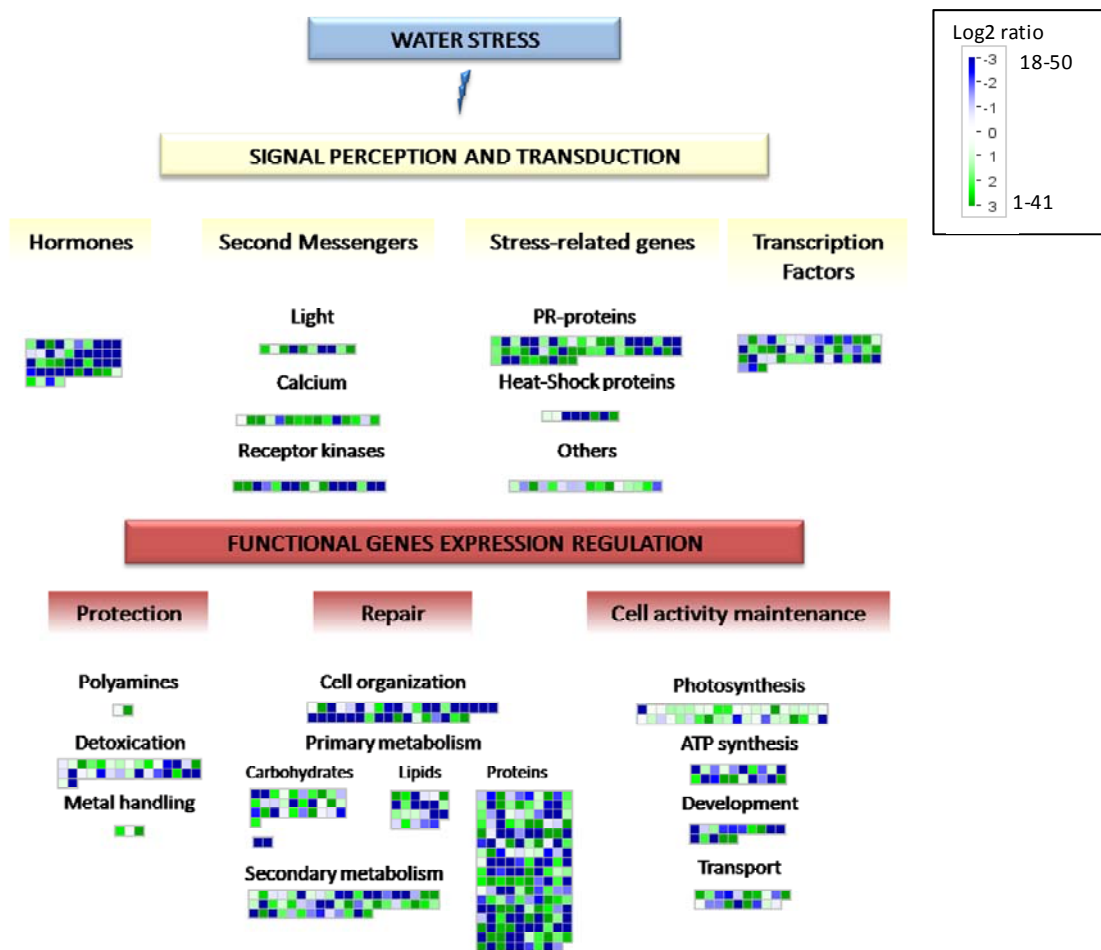 WATER STRESS
Log2 ratio
-3
18-50
-2
-1
0
1
2
3
1-41
SIGNAL PERCEPTION AND TRANSDUCTION
Hormones
Second Messengers
Stress-related genes
Transcription
Factors
Light
PR-proteins
Calcium
Heat-Shock proteins
Receptor kinases
Others
FUNCTIONAL GENES EXPRESSION REGULATION
Protection
Repair
Cell activity maintenance
Polyamines
Cell organization
Photosynthesis
Detoxication
Primary metabolism
ATP synthesis
Carbohydrates
Lipids
Proteins
Metal handling
Development
Secondary metabolism
Transport